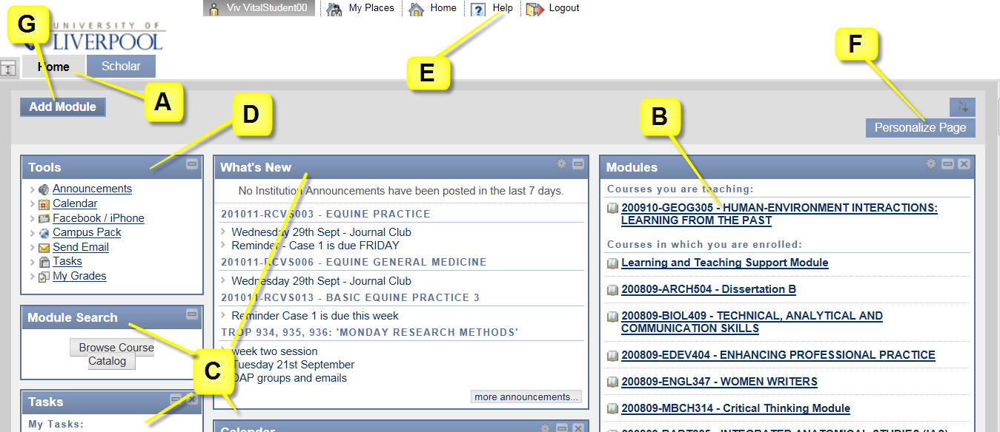 Viv VitalStudent00
My Places
Home
Help
Logout
G
UNIVERSITY OF
LIVERPOOL
Home
Scholar
E
F
A
Add Module
D
B
Personalize Page
Tools
Announcements
Calendar
Facebook / iPhone
Campus Pack
Send Email
Tasks
My Grades
Module Search
Browse Course
Catalog
C
Tasks
My Tasks:
What's New
No Institution Announcements have been posted in the last 7 days.
201011-RCVS003 - EQUINE PRACTICE
Wednesday 29th Sept - Journal Club
Reminder - Case 1 is due FRIDAY
201011-RCVS006 - EQUINE GENERAL MEDICINE
Wednesday 29th Sept - Journal Club
201011-RCVS013 - BASIC EQUINE PRACTICE 3
Reminder Case 1 is due this week
TROP 934, 935, 936: 'MONDAY RESEARCH METHODS'
week two session
Tuesday 21st September
DAP groups and emails
more announcements...
Calendar
Modules
Courses you are teaching:
200910-GEOG305 - HUMAN-ENVIRONMENT INTERACTIONS:
LEARNING FROM THE PAST
Courses in which you are enrolled:
Learning and Teaching Support Module
200809-ARCH504 - Dissertation B
200809-BIOL409 - TECHNICAL, ANALYTICAL AND
COMMUNICATION SKILLS
200809-EDEV404 - ENHANCING PROFESSIONAL PRACTICE
200809-ENGL347 - WOMEN WRITERS
200809-MBCH314 - Critical Thinking Module